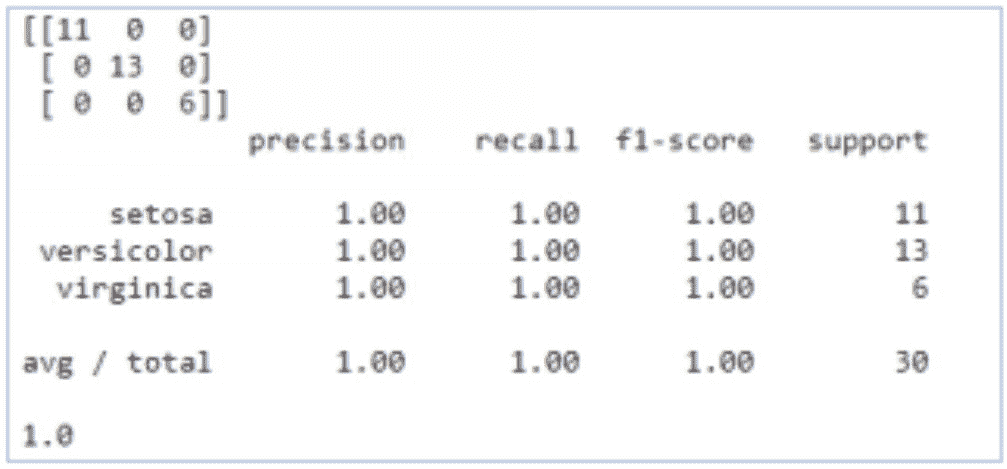 [[11 0 0]
[ 0 13 0]
[ 0 0 6]]
precision recall f1-score support
setosa 1.00 1.00 1.00 11
versicolor 1.00 1.00 1.00 13
virginica 1.00 1.00 1.00 6
avg / total 1.00 1.00 1.00 30
1.0